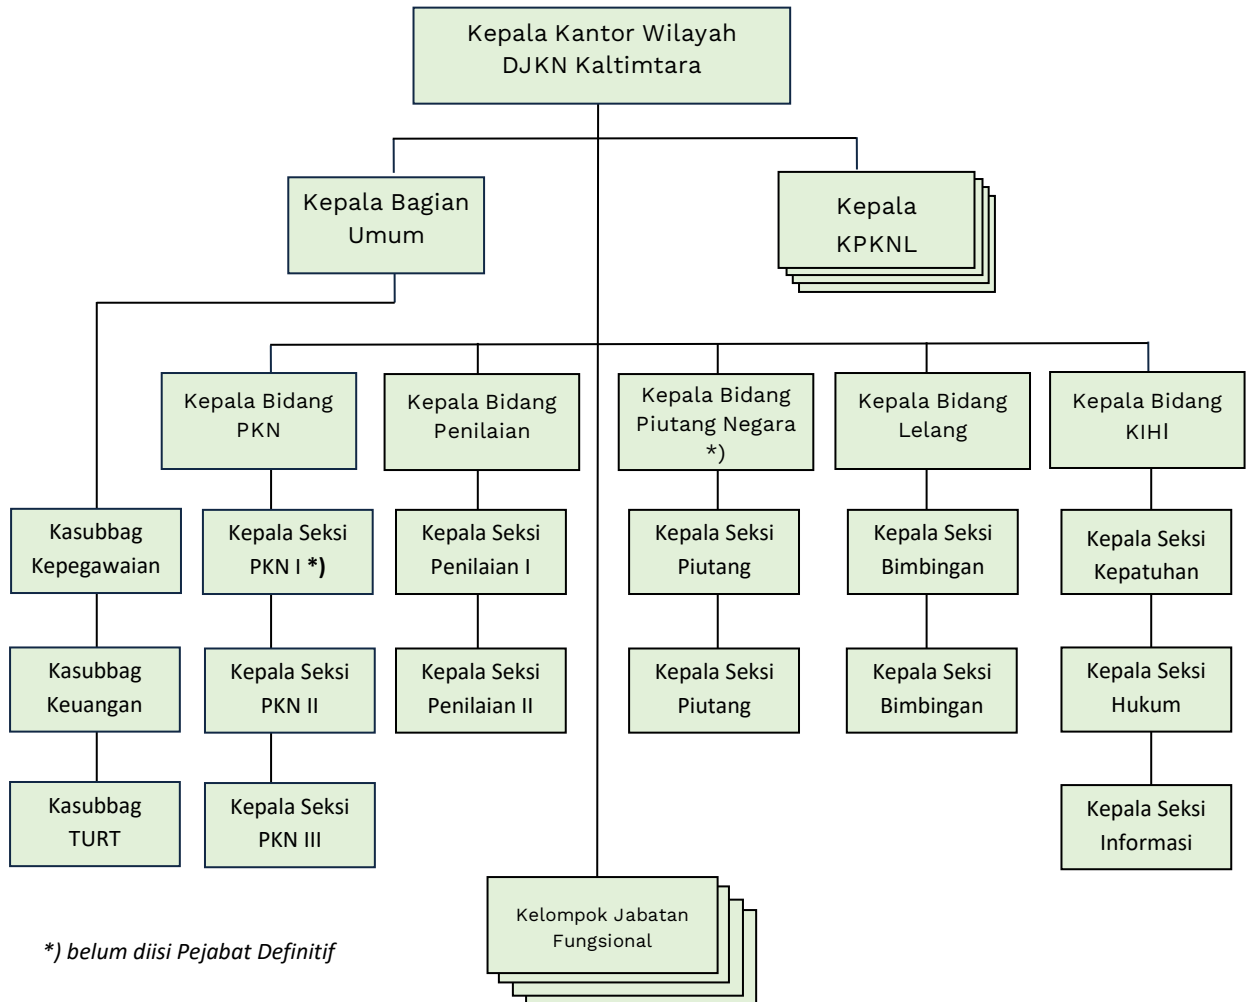 Kepala Kantor Wilayah
DJKN Kaltimtara
Kepala Bagian
Umum
Kepala
KPKNL
Kepala Bidang
PKN
Kepala Bidang
Penilaian
Kepala Bidang
Piutang Negara
*)
Kepala Bidang
Lelang
Kepala Bidang
KIHI
Kasubbag
Kepegawaian
Kepala Seksi
PKN I *)
Kepala Seksi
Penilaian I
Kepala Seksi
Piutang
Kepala Seksi
Bimbingan
Kepala Seksi
Kepatuhan
Kasubbag
Keuangan
Kepala Seksi
PKN II
Kepala Seksi
Penilaian II
Kepala Seksi
Piutang
Kepala Seksi
Bimbingan
Kepala Seksi
Hukum
Kasubbag
TURT
Kepala Seksi
PKN III
Kepala Seksi
Informasi
Kelompok Jabatan
Fungsional
*) belum diisi Pejabat Definitif